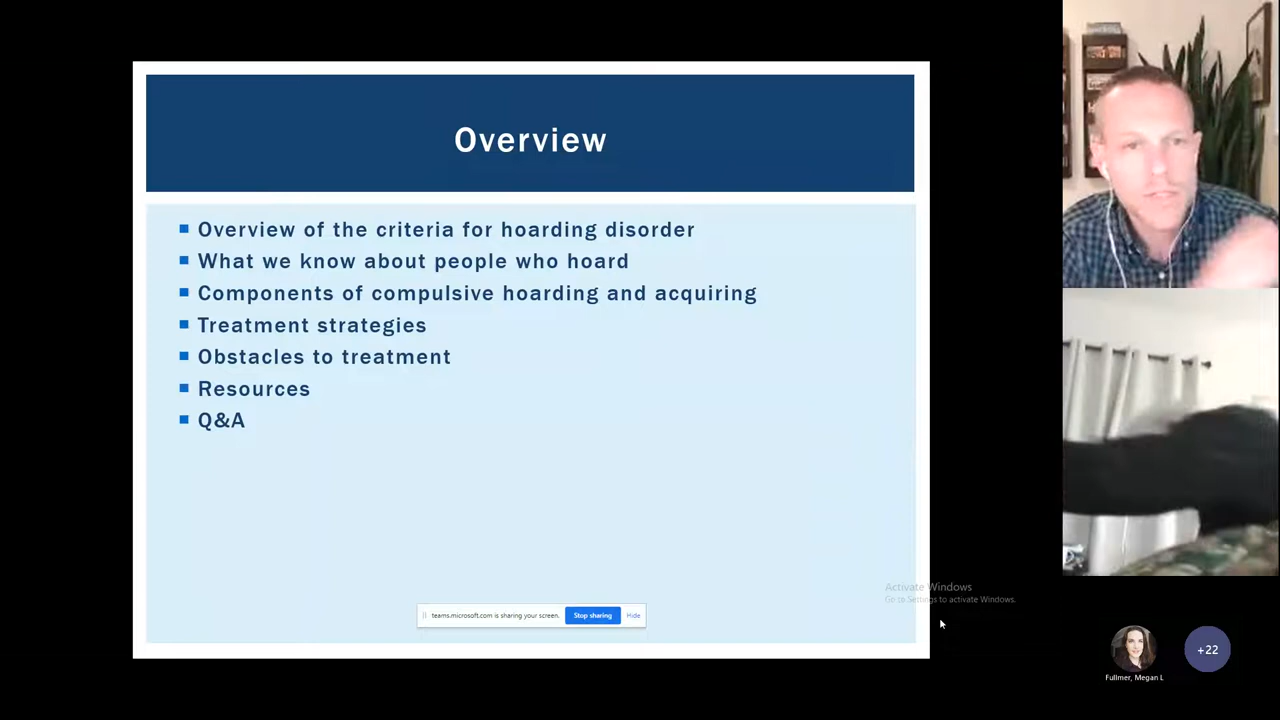 Overview
Overview of the criteria for hoarding disorder
What we know about people who hoard
Components of compulsive hoarding and acquiring
Treatment strategies
Obstacles to treatment
Resources
Q&A
Activate Windows
Go to Settings to activate Windows.
teams.microsoft.com is sharing your screen. Stop sharing Hide
+22
Fullmer, Megan L